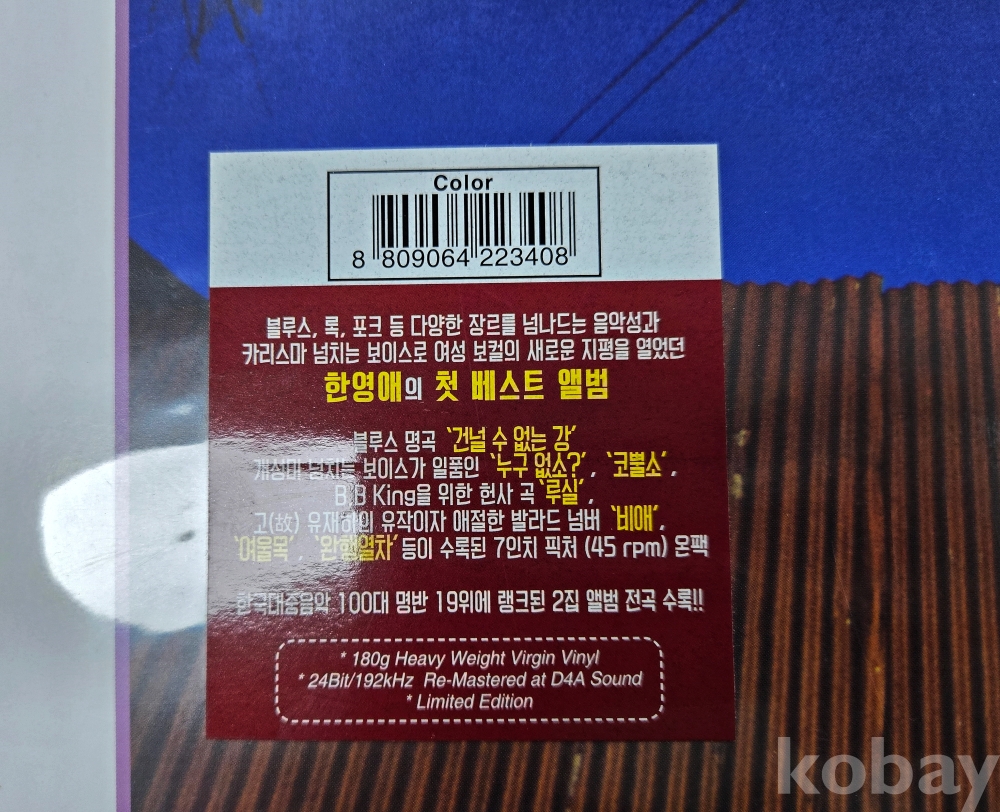 Color
8 809064 223408
블루스, 록, 포크 등 다양한 장르를 넘나드는 음악성과
카리스마 넘치는 보이스로 여성 보컬의 새로운 지평을 열었던
한영애의 첫 베스트 앨범
블루스 명곡 '건널 수 없는 강'
개성미 넘치는 보이스가 일품인 '누구 없소?', '코뿔소',
B.B King을 위한 헌사 곡 '루실',
고(故) 유재하의 유작이자 애절한 발라드 넘버 '비애',
'여울목', '완행열차' 등이 수록된 7인치 픽처 (45 rpm) 온팩
한국대중음악 100대 명반 19위에 랭크된 2집 앨범 전곡 수록!!
* 180g Heavy Weight Virgin Vinyl
* 24Bit/192kHz Re-Mastered at D4A Sound
* Limited Edition
kobay